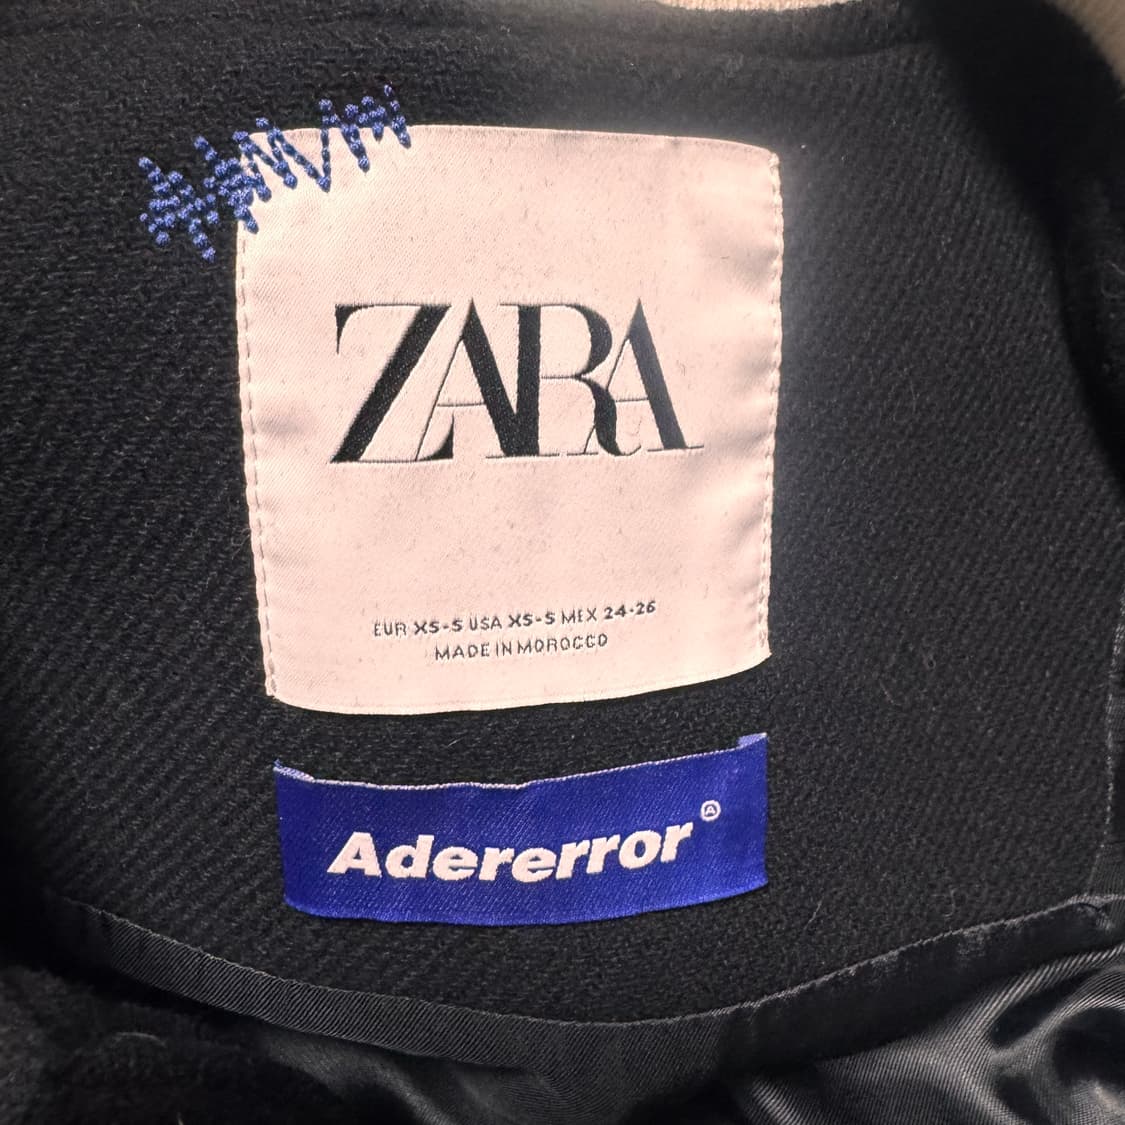 ZARA
EUR XS-S USA XS-S MEX 24-26
MADE IN MOROCCO
Adererror Ⓐ